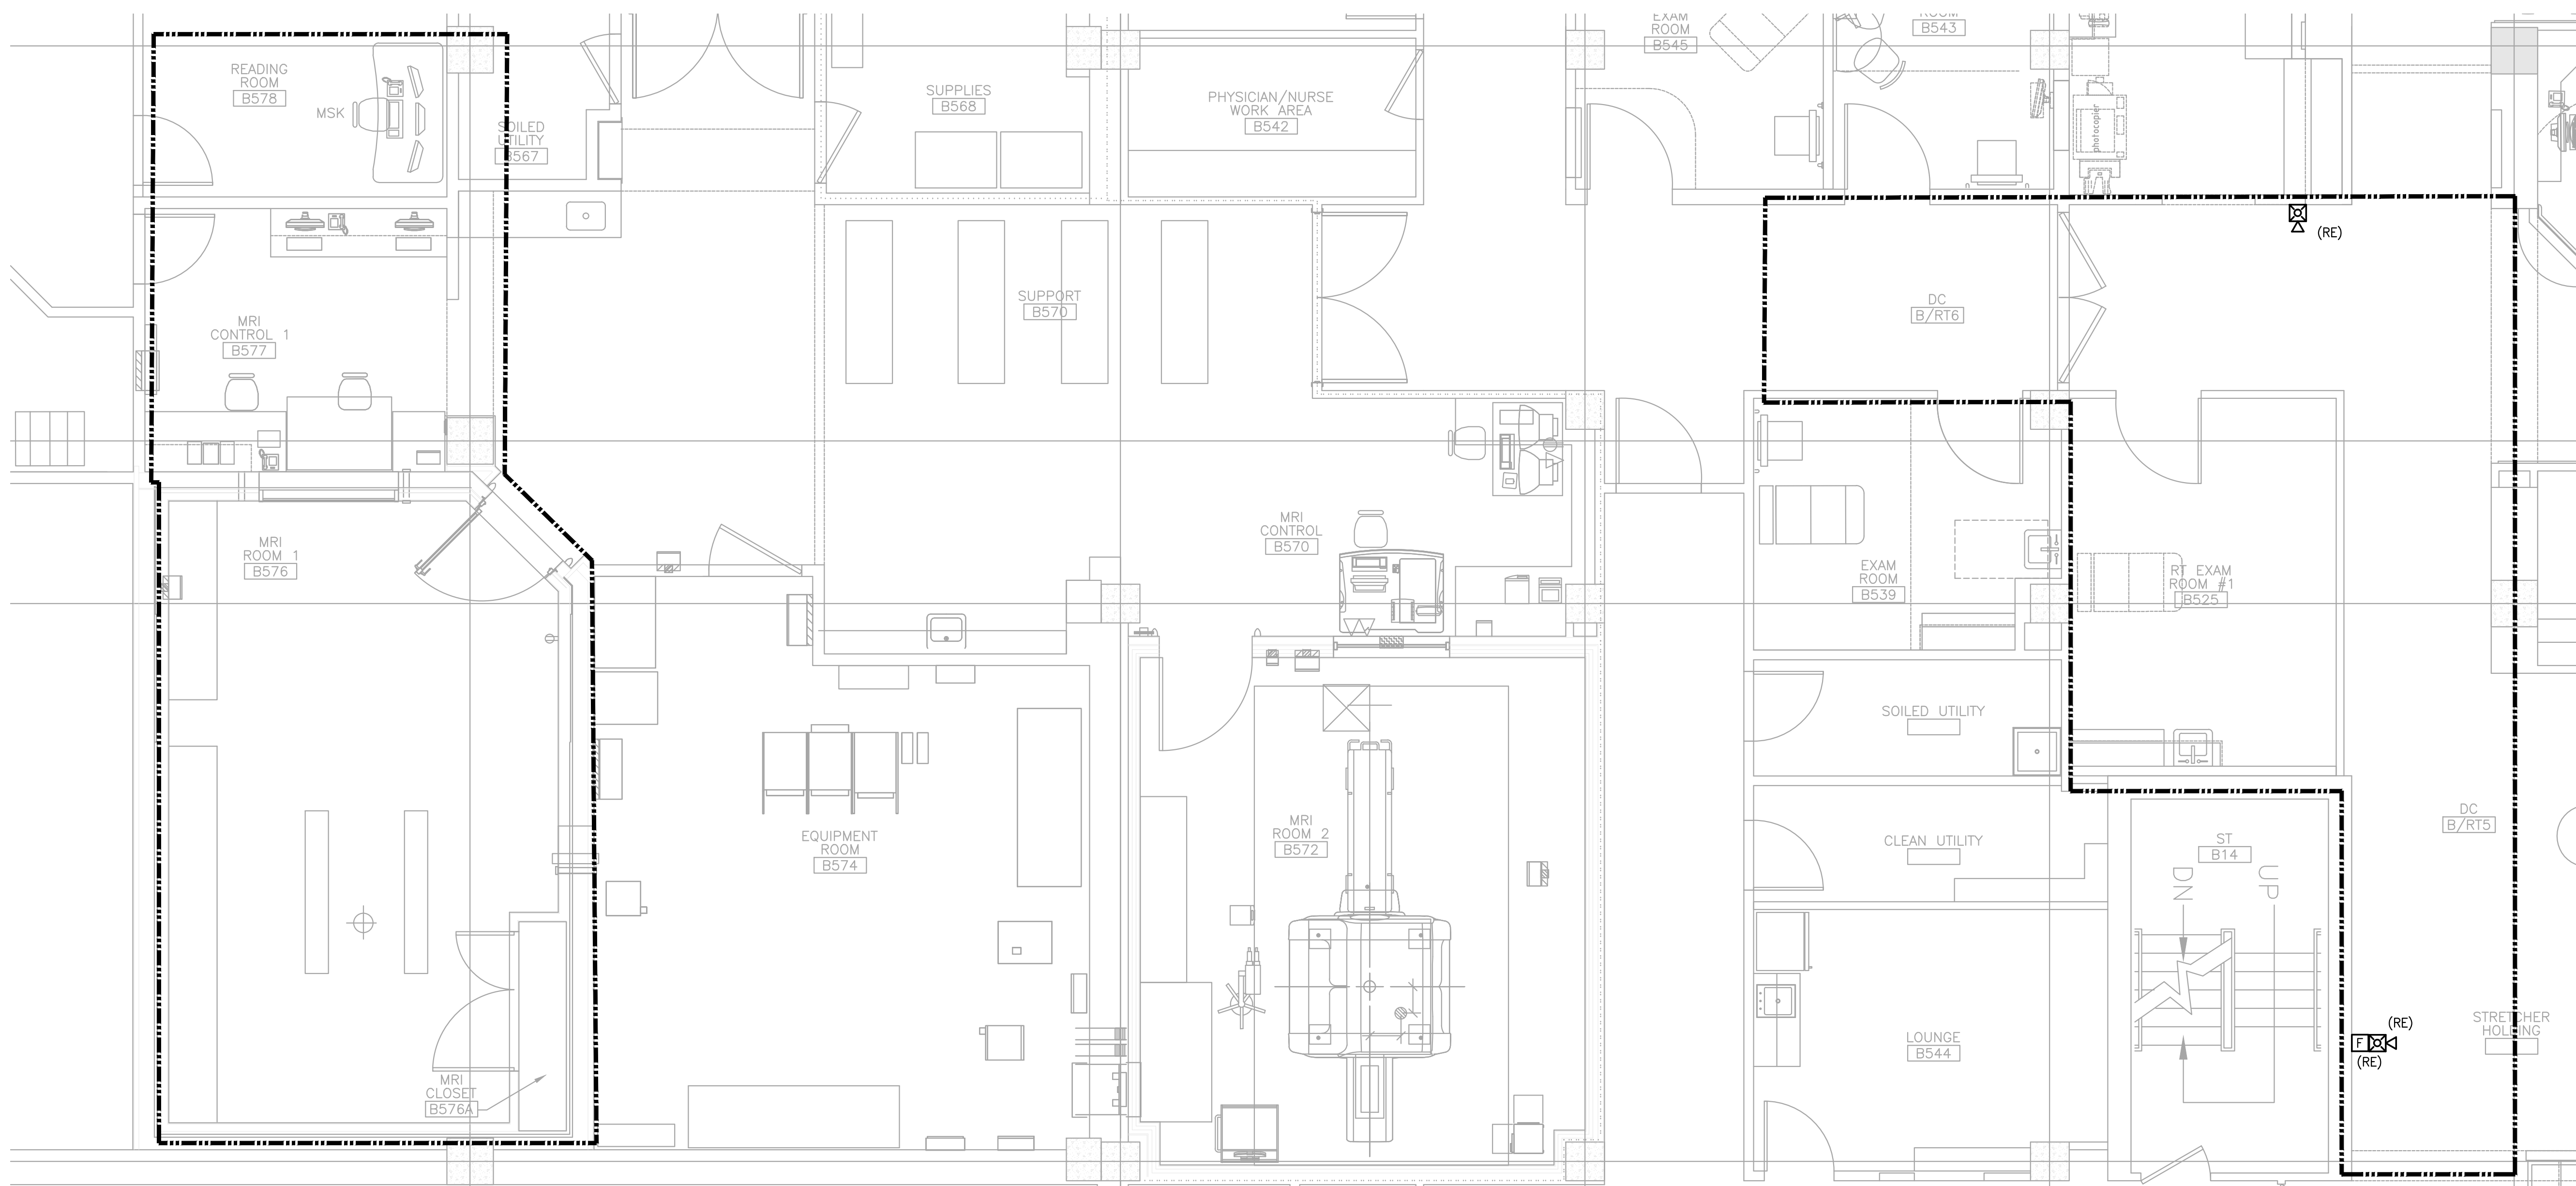 EXAM
ROOM
B545
ROOM
B543
READING
ROOM
B578
MSK
SOILED
UTILITY
B567
SUPPLIES
B568
PHYSICIAN/NURSE
WORK AREA
B542
photocopier
(RE)
SUPPORT
B570
DC
B/RT6
MRI
CONTROL 1
B577
MRI
CONTROL
B570
MRI
ROOM 1
B576
EXAM
ROOM
B539
RT EXAM
ROOM #1
B525
SOILED UTILITY
EQUIPMENT
ROOM
B574
MRI
ROOM 2
B572
CLEAN UTILITY
ST
B14
DN
UP
DC
B/RT5
STRETCHER
HOLDING
(RE)
F
(RE)
LOUNGE
B544
MRI
CLOSET
B576A